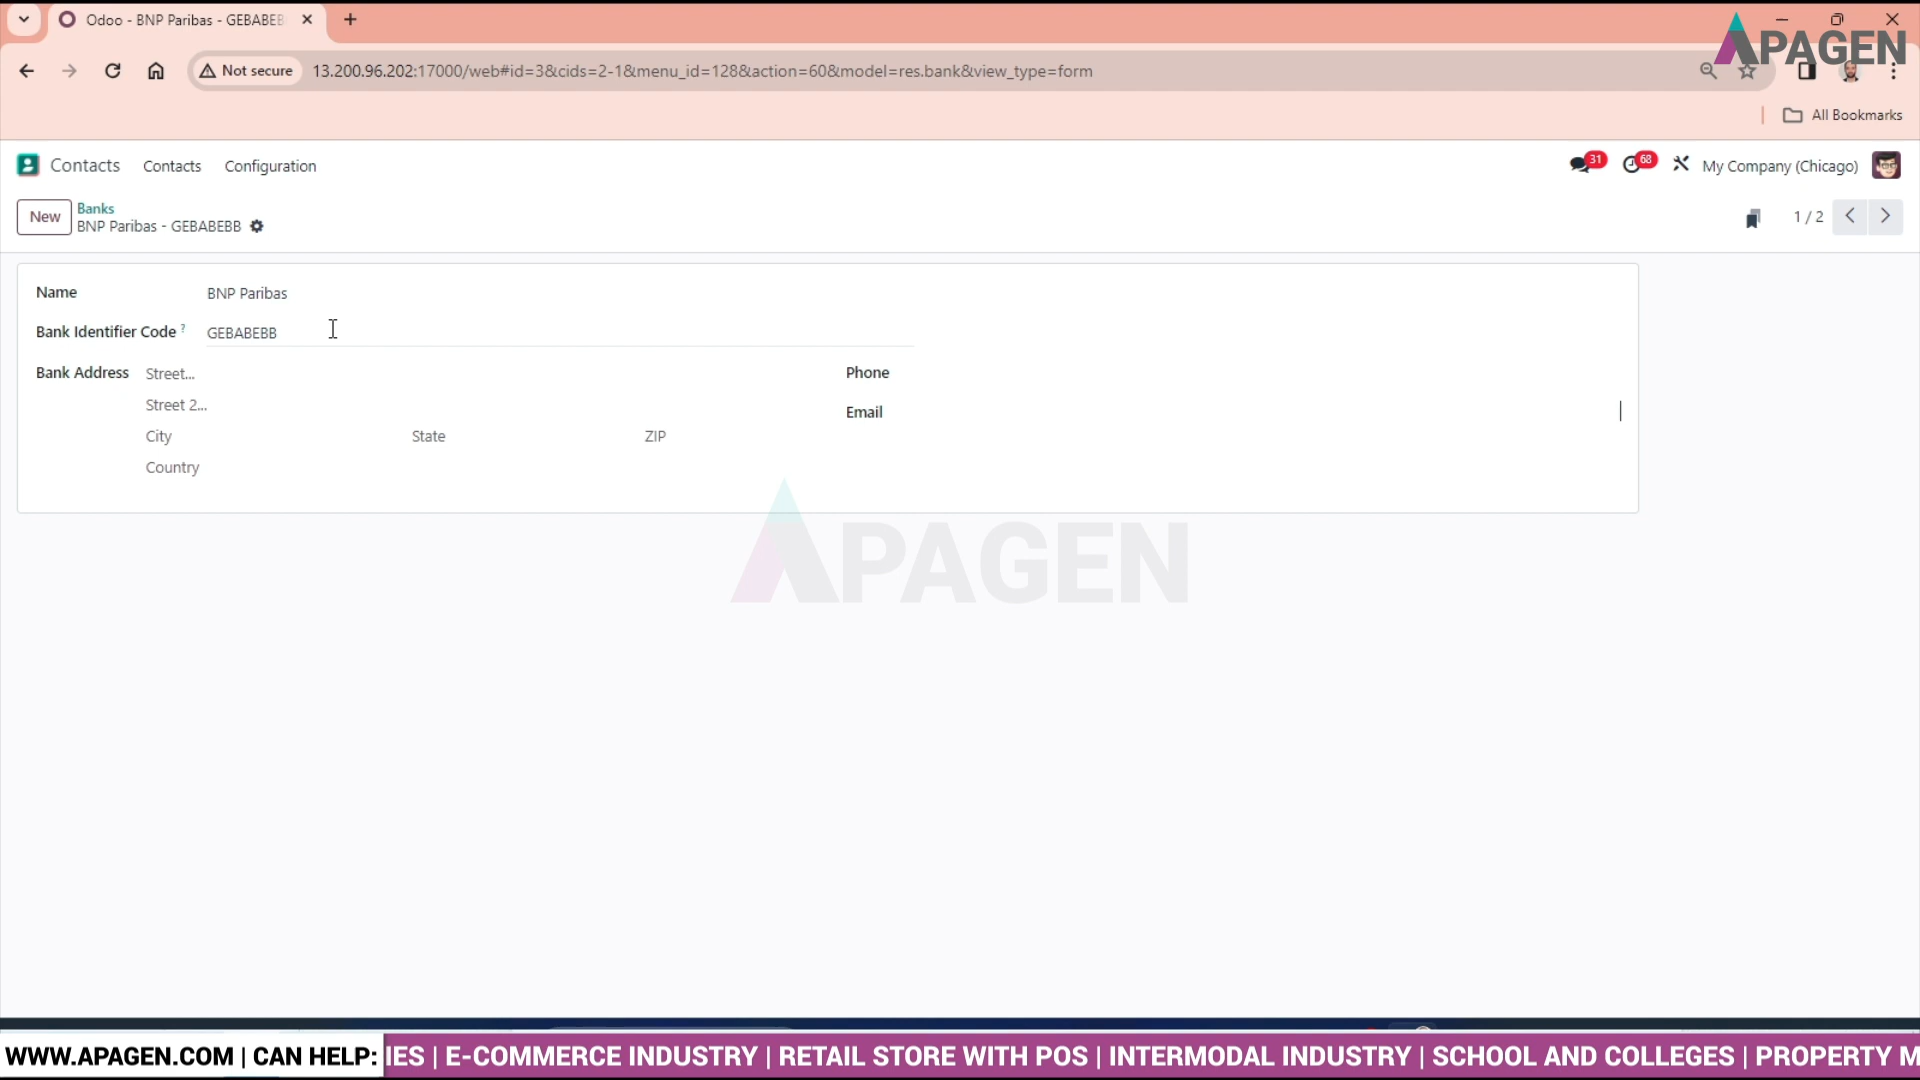 Odoo - BNP Paribas - GEBABEB
APAGEN
Not secure
13.200.96.202:17000/web#id=3&cids=2-1&menu_id=128&action=60&model=res.bank&view_type=form
All Bookmarks
Contacts Contacts Configuration
31 68 My Company (Chicago)
New Banks
BNP Paribas - GEBABEBB
1 / 2
Name BNP Paribas
Bank Identifier Code ? GEBABEBB
Bank Address Street...
Phone
Street 2...
Email
City State ZIP
Country
APAGEN
WWW.APAGEN.COM | CAN HELP: IES | E-COMMERCE INDUSTRY | RETAIL STORE WITH POS | INTERMODAL INDUSTRY | SCHOOL AND COLLEGES | PROPERTY M